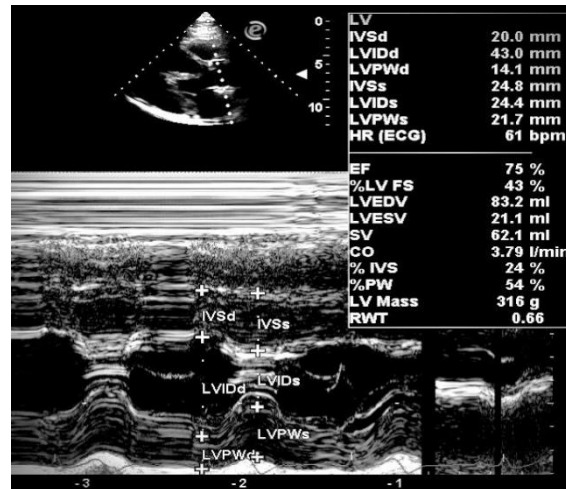 0-
5-
10-
LV
IVSd 20.0 mm
LVIDd 43.0 mm
LVPWd 14.1 mm
IVSs 24.8 mm
LVIDs 24.4 mm
LVPWs 21.7 mm
HR (ECG) 61 bpm
EF 75 %
%LV FS 43 %
LVEDV 83.2 ml
LVESV 21.1 ml
SV 62.1 ml
CO 3.79 l/min
% IVS 24 %
%PW 54 %
LV Mass 316 g
RWT 0.66
IVSd IVSs
LVIDd LVIDs
LVPWd LVPWs
-3 -2 -1